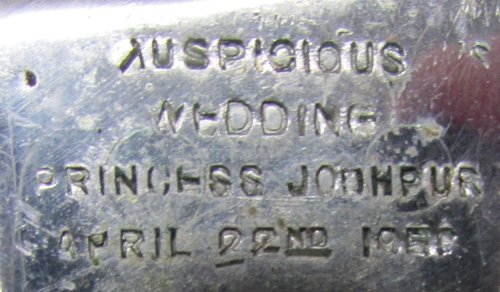 AUSPICIOUS
WEDDING
PRINCESS JODHPUR
APRIL 22ND